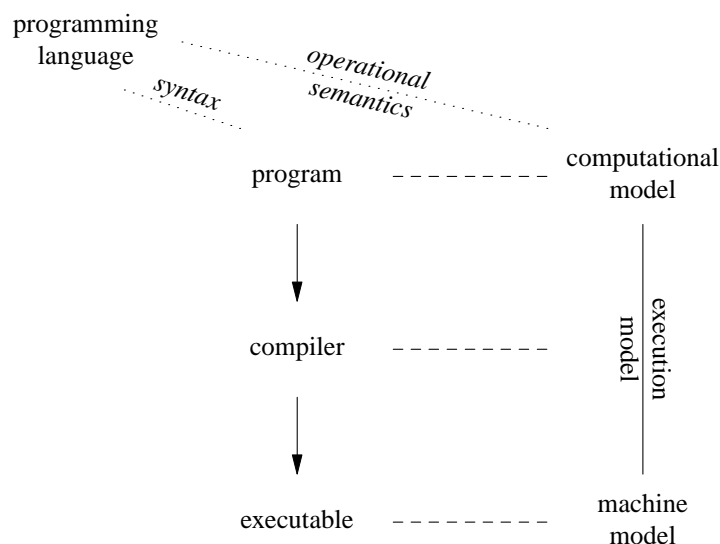 programming
language
operational
semantics
syntax
program
computational
model
compiler
execution
model
executable
machine
model